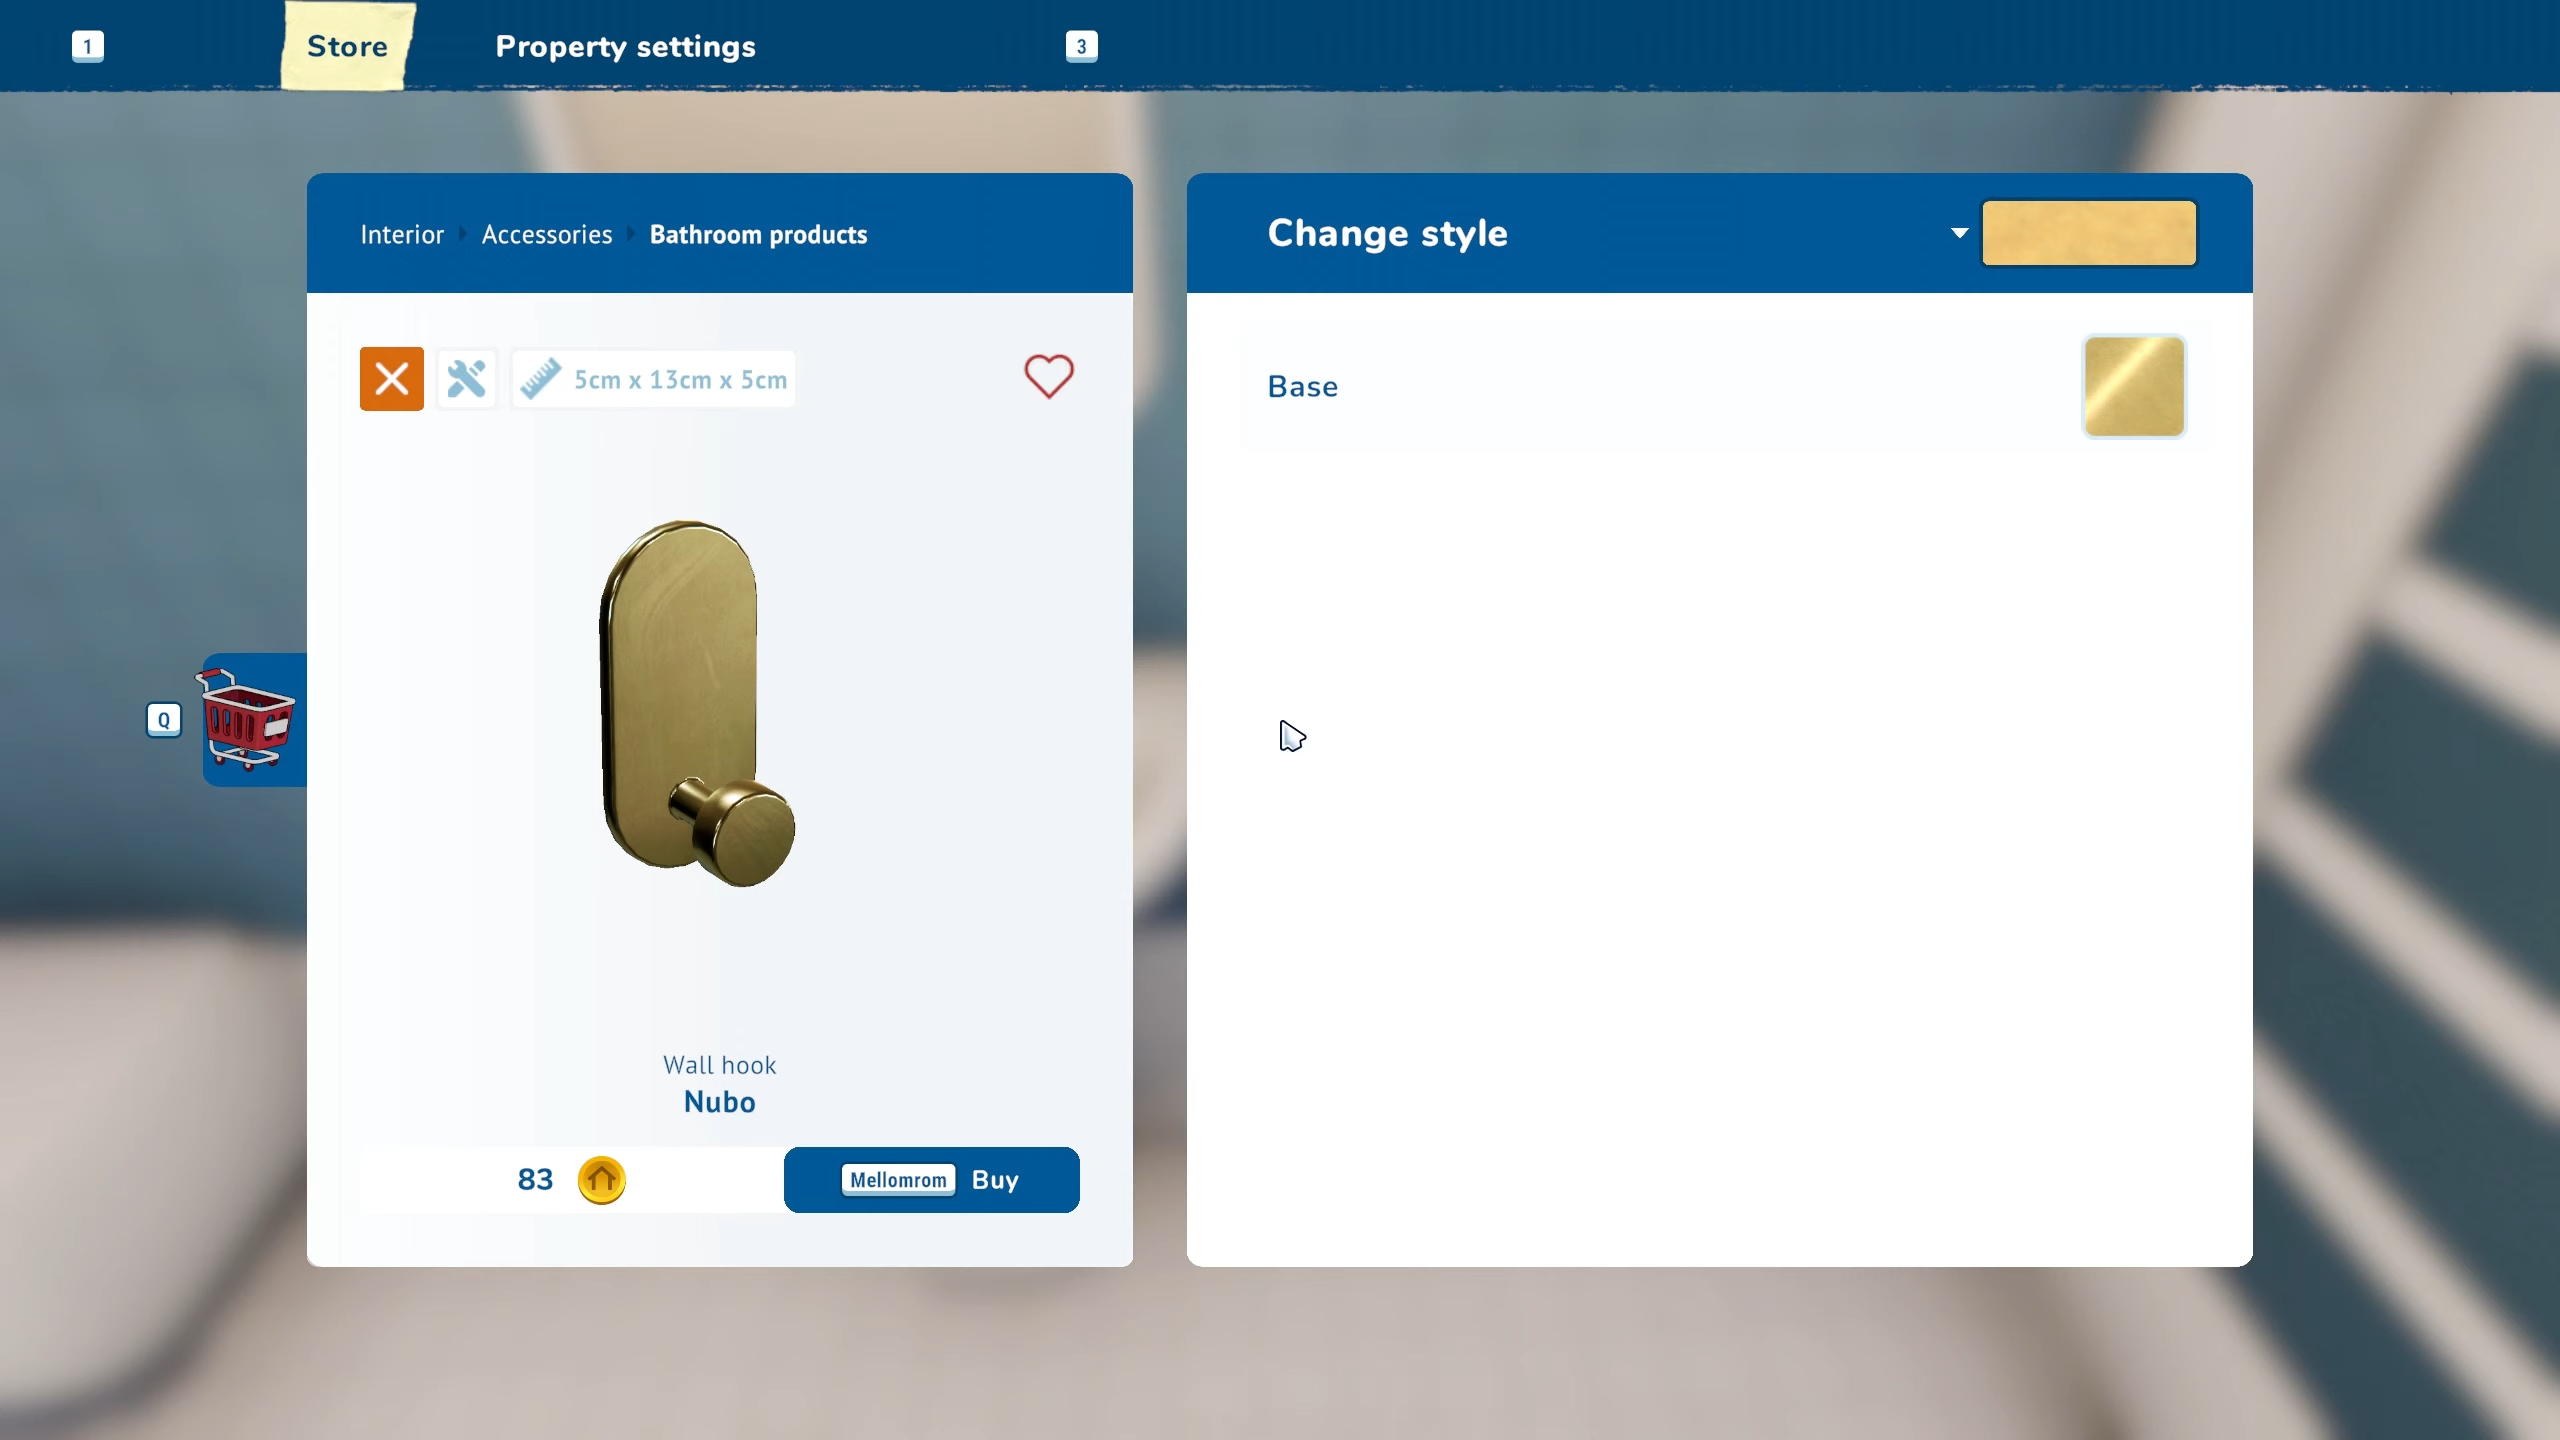 1
Store
Property settings
3
Interior Accessories Bathroom products
5cm x 13cm x 5cm
Q
Wall hook
Nubo
83
Mellomrom Buy
Change style
Base